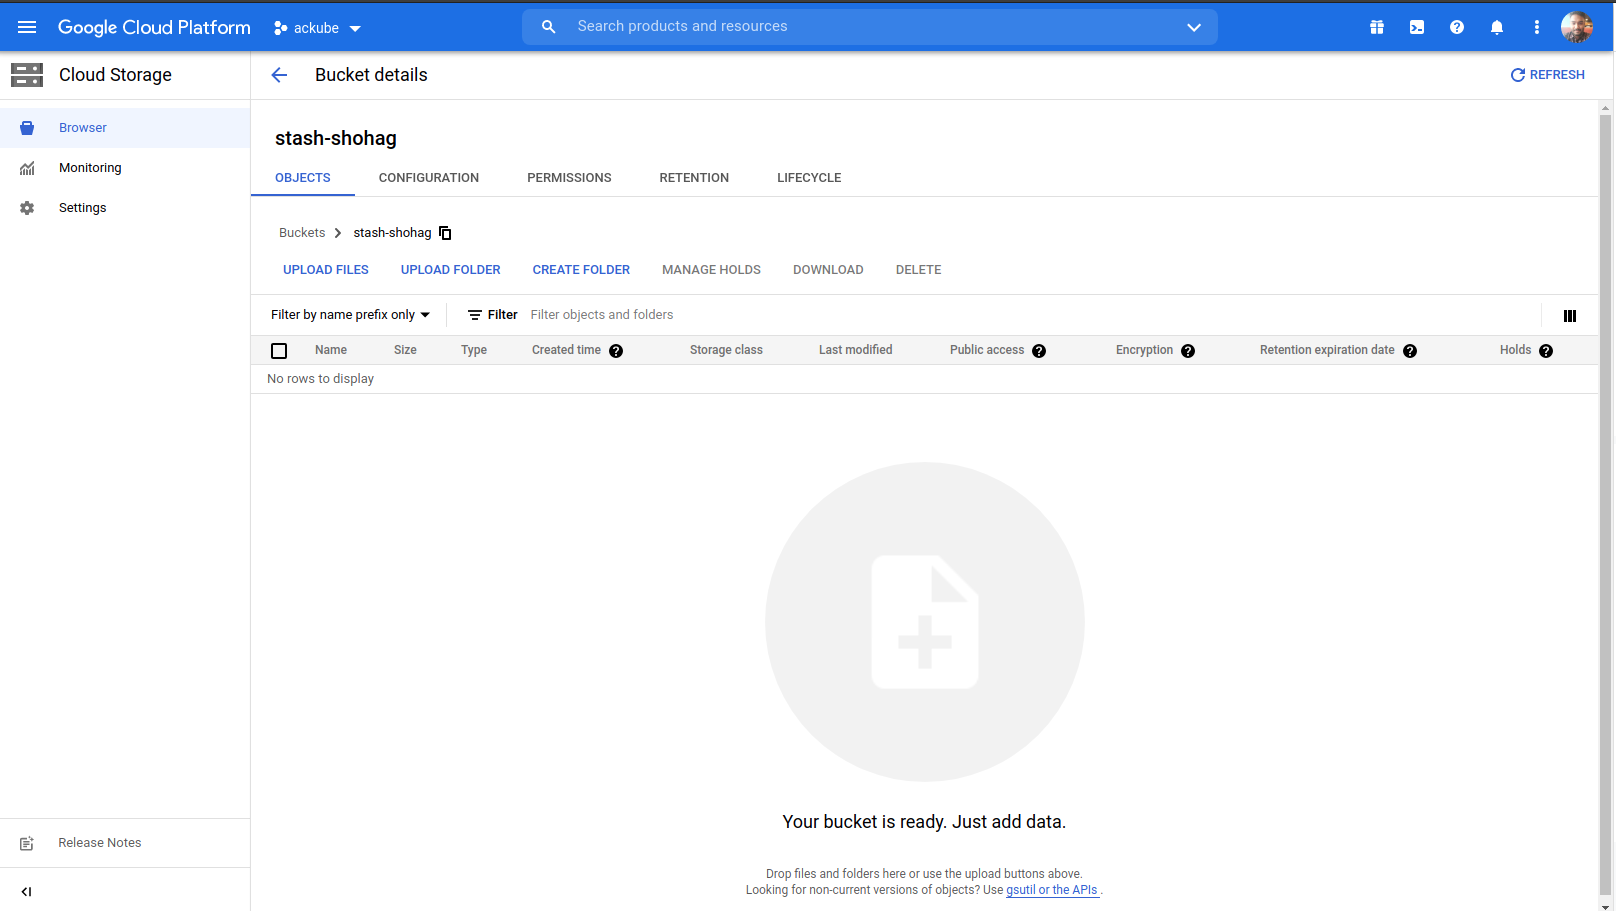 Google Cloud Platform ackube Search products and resources
Cloud Storage Bucket details REFRESH
Browser
Monitoring
Settings
stash-shohag
OBJECTS CONFIGURATION PERMISSIONS RETENTION LIFECYCLE
Buckets stash-shohag
UPLOAD FILES UPLOAD FOLDER CREATE FOLDER MANAGE HOLDS DOWNLOAD DELETE
Filter by name prefix only Filter Filter objects and folders
Name Size Type Created time Storage class Last modified Public access Encryption Retention expiration date Holds
No rows to display
Your bucket is ready. Just add data.
Drop files and folders here or use the upload buttons above.
Looking for non-current versions of objects? Use gsutil or the APIs .
Release Notes